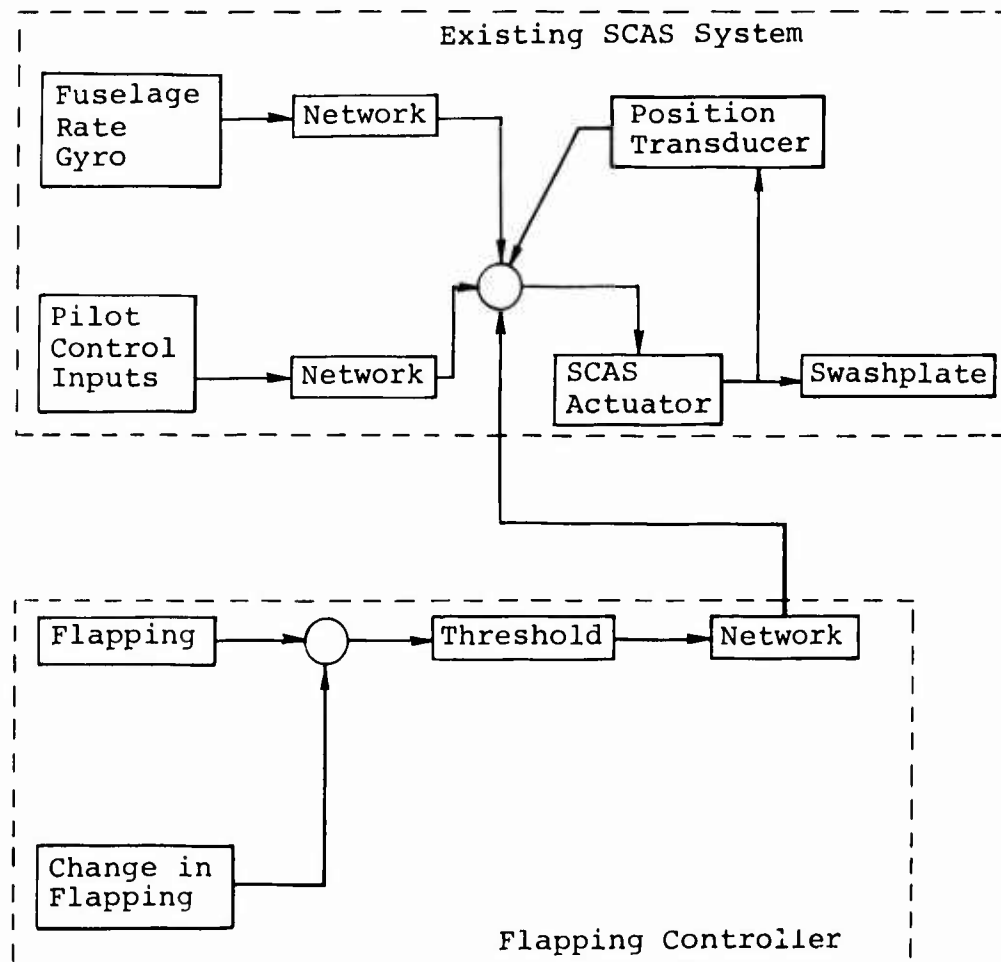 Existing SCAS System
Fuselage
Rate
Gyro
Network
Position
Transducer
Pilot
Control
Inputs
Network
SCAS
Actuator
Swashplate
Flapping
Threshold
Network
Change in
Flapping
Flapping Controller